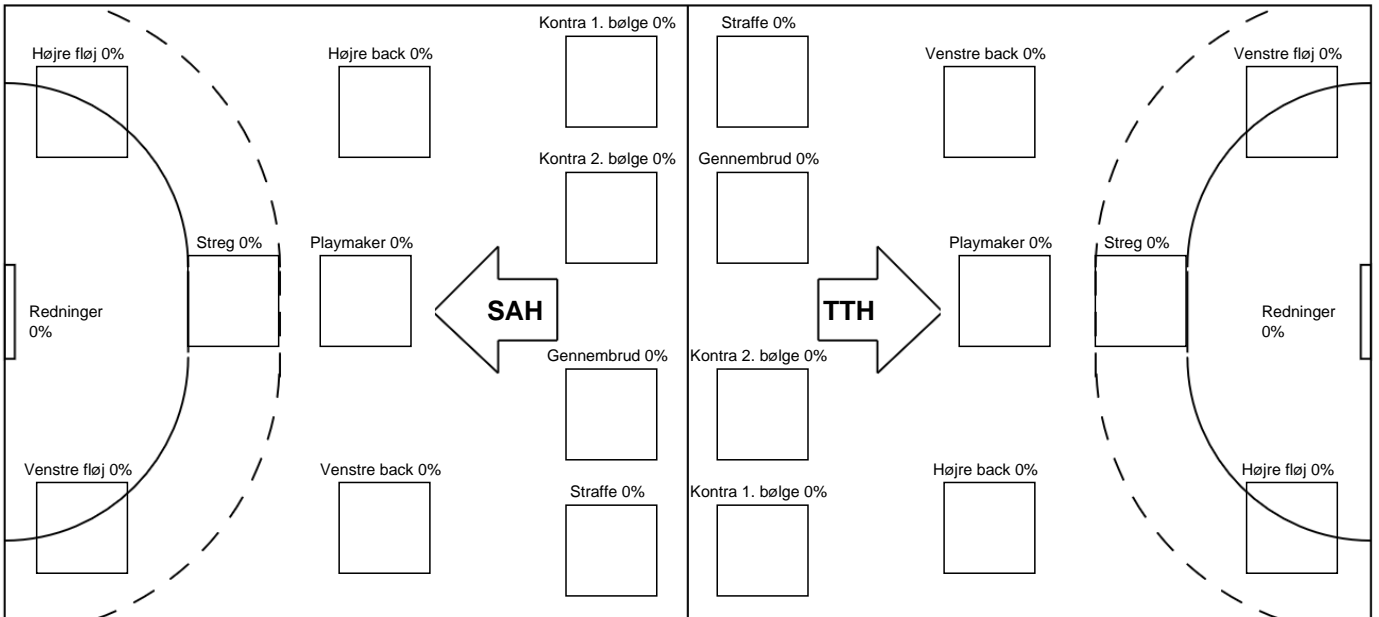 Kontra 1. bølge 0%
Straffe 0%
Højre fløj 0%
Højre back 0%
Venstre back 0%
Venstre fløj 0%
Kontra 2. bølge 0%
Gennembrud 0%
Streg 0%
Playmaker 0%
Playmaker 0%
Streg 0%
Redninger
0%
SAH
TTH
Redninger
0%
Gennembrud 0%
Kontra 2. bølge 0%
Venstre fløj 0%
Venstre back 0%
Højre back 0%
Højre fløj 0%
Straffe 0%
Kontra 1. bølge 0%